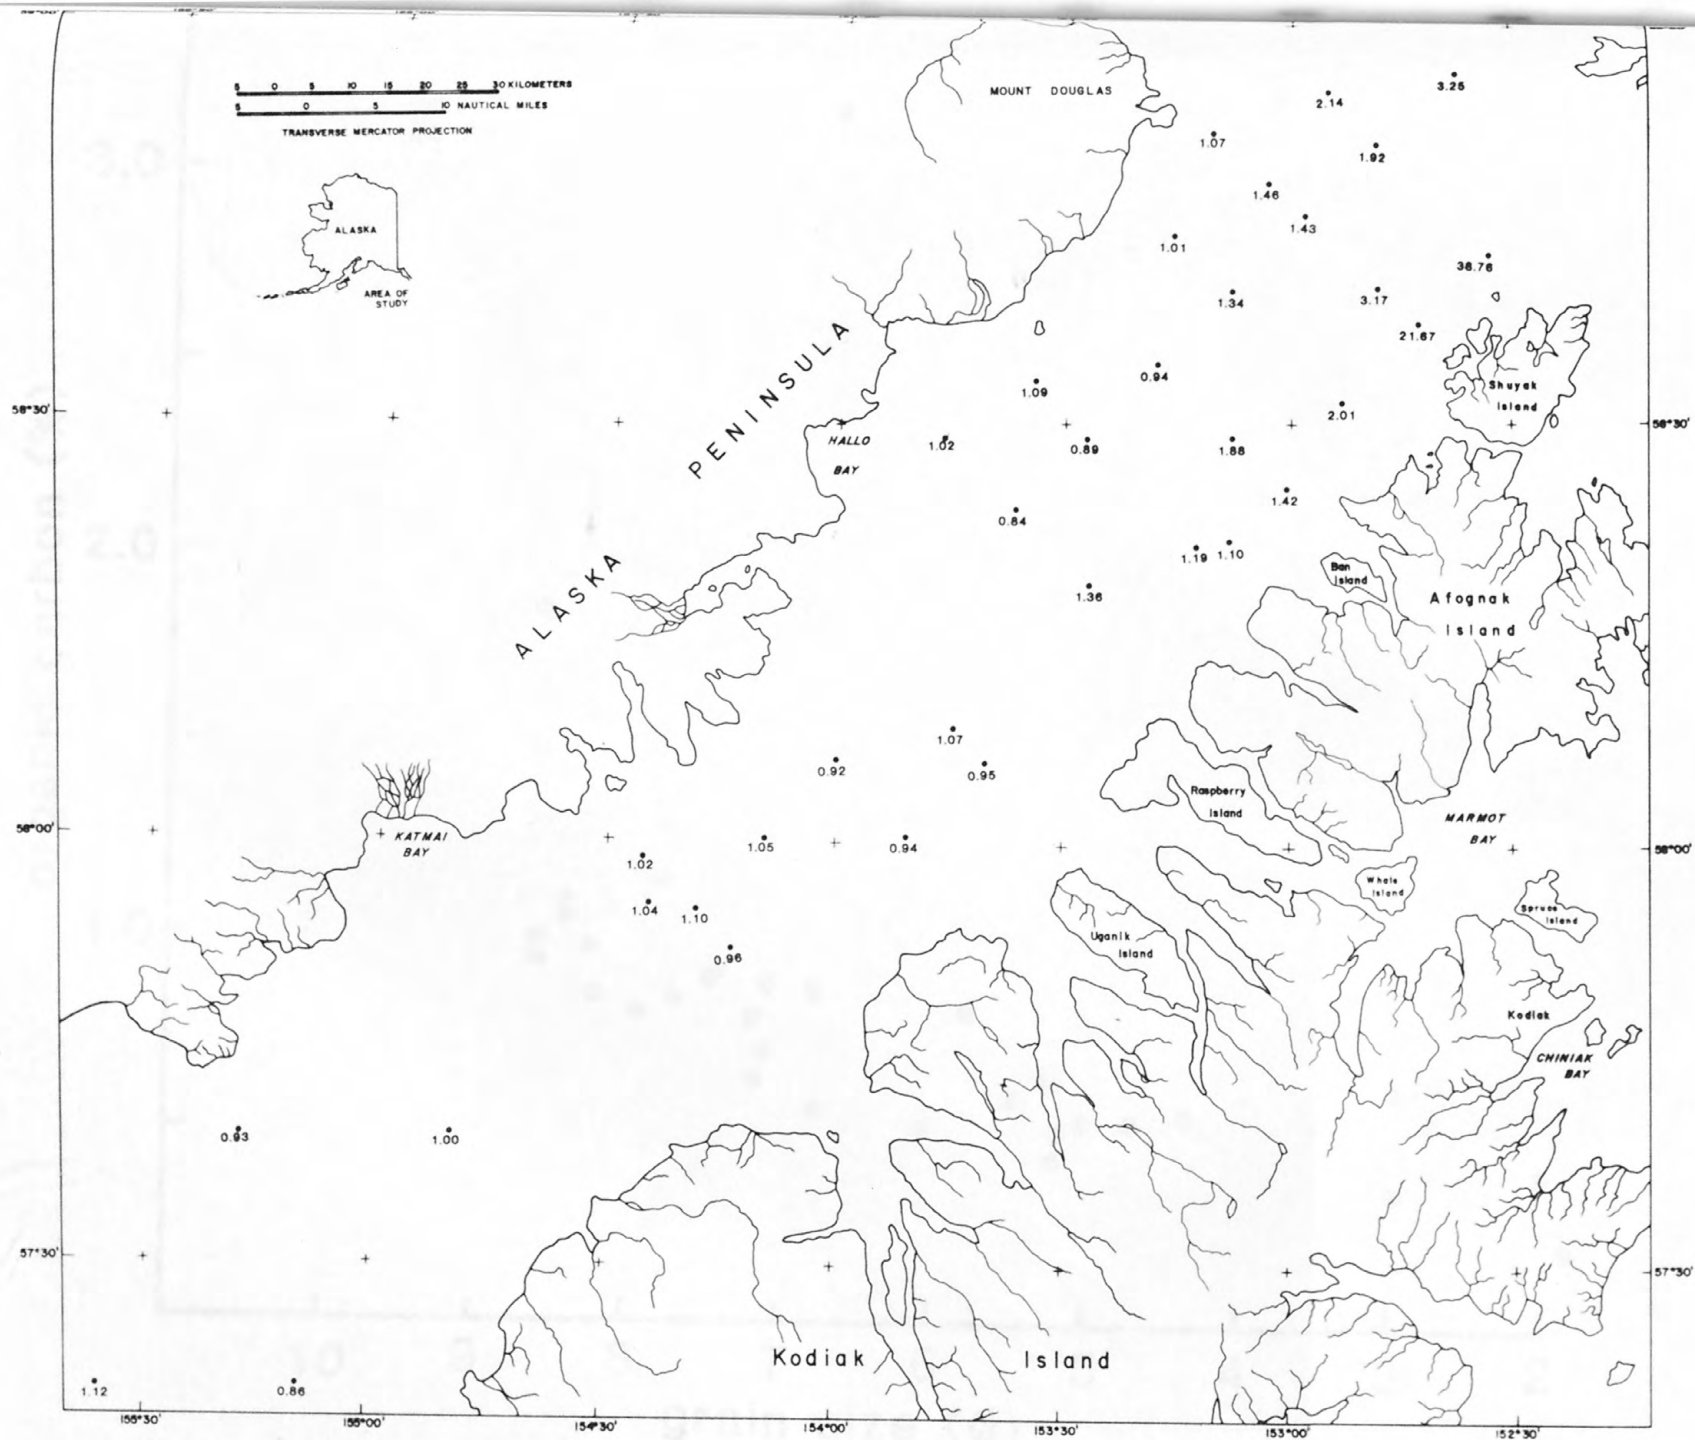 5 0 5 10 15 20 25 30 KILOMETERS
5 0 5 10 NAUTICAL MILES
TRANSVERSE MERCATOR PROJECTION
MOUNT DOUGLAS
3.25
2.14
1.07
1.92
1.46
1.43
ALASKA
1.01
AREA OF
STUDY
38.78
1.34
3.17
21.67
ALASKA PENINSULA
0.94
1.09
Shuyak
Island
58°30'
2.01
58°30'
HALLO
BAY
1.02
0.89
1.88
1.42
0.84
1.19
1.10
Ban
Island
1.36
Afognak
Island
1.07
0.92
0.95
Raspberry
Island
MARMOT
BAY
58°00'
KATMAI
BAY
1.05
0.94
58°00'
1.02
Whale
Island
1.04
1.10
Spruce
Island
Uganik
Island
0.96
Kodiak
CHINIAK
BAY
0.93
1.00
57°30'
57°30'
Kodiak Island
1.12
0.86
155°30'
155°00'
154°30'
154°00'
153°30'
153°00'
152°30'